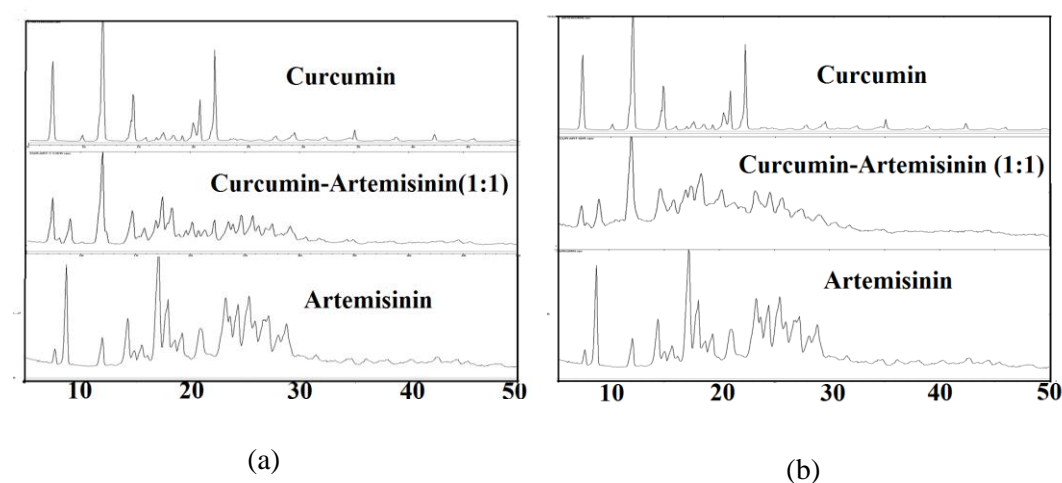 Curcumin
Curcumin-Artemisinin(1:1)
Artemisinin
10 20 30 40 50
(a)
Curcumin
Curcumin-Artemisinin (1:1)
Artemisinin
10 20 30 40 50
(b)